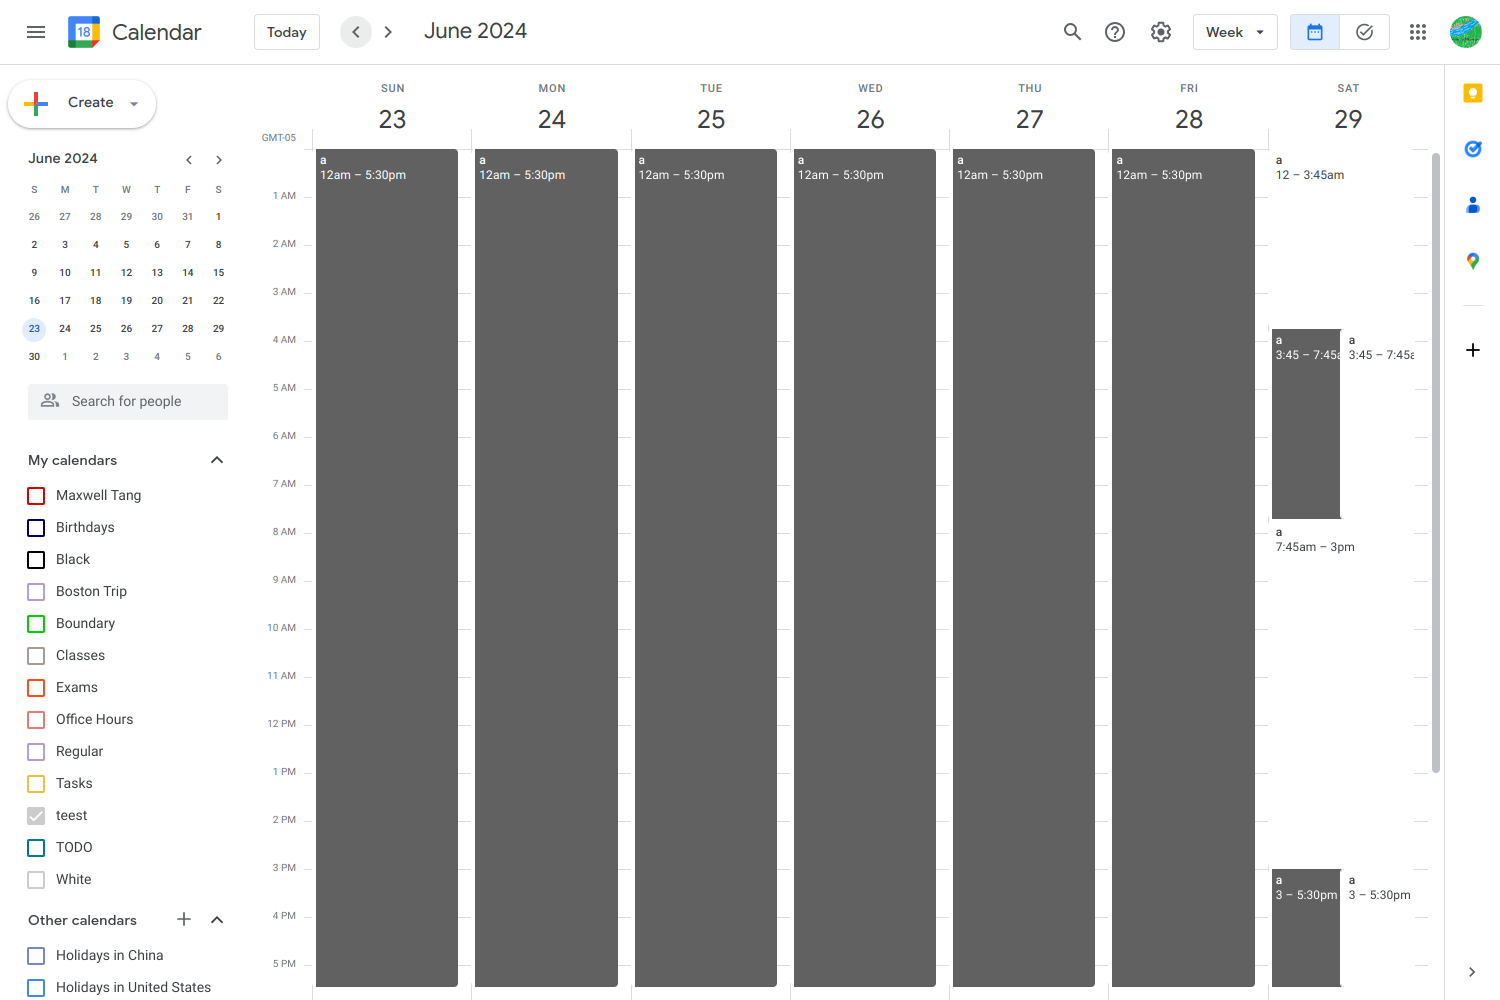 18 Calendar
Today
June 2024
Week
Create
June 2024
S M T W T F S
26 27 28 29 30 31 1
2 3 4 5 6 7 8
9 10 11 12 13 14 15
16 17 18 19 20 21 22
23 24 25 26 27 28 29
30 1 2 3 4 5 6
Search for people
My calendars
Maxwell Tang
Birthdays
Black
Boston Trip
Boundary
Classes
Exams
Office Hours
Regular
Tasks
teest
TODO
White
Other calendars
Holidays in China
Holidays in United States
SUN MON TUE WED THU FRI SAT
23 24 25 26 27 28 29
GMT-05
1 AM
2 AM
3 AM
4 AM
5 AM
6 AM
7 AM
8 AM
9 AM
10 AM
11 AM
12 PM
1 PM
2 PM
3 PM
4 PM
5 PM
a
12am – 5:30pm
a
12am – 5:30pm
a
12am – 5:30pm
a
12am – 5:30pm
a
12am – 5:30pm
a
12am – 5:30pm
a
12 – 3:45am
a
3:45 – 7:45a
a
3:45 – 7:45a
a
7:45am – 3pm
a
3 – 5:30pm
a
3 – 5:30pm